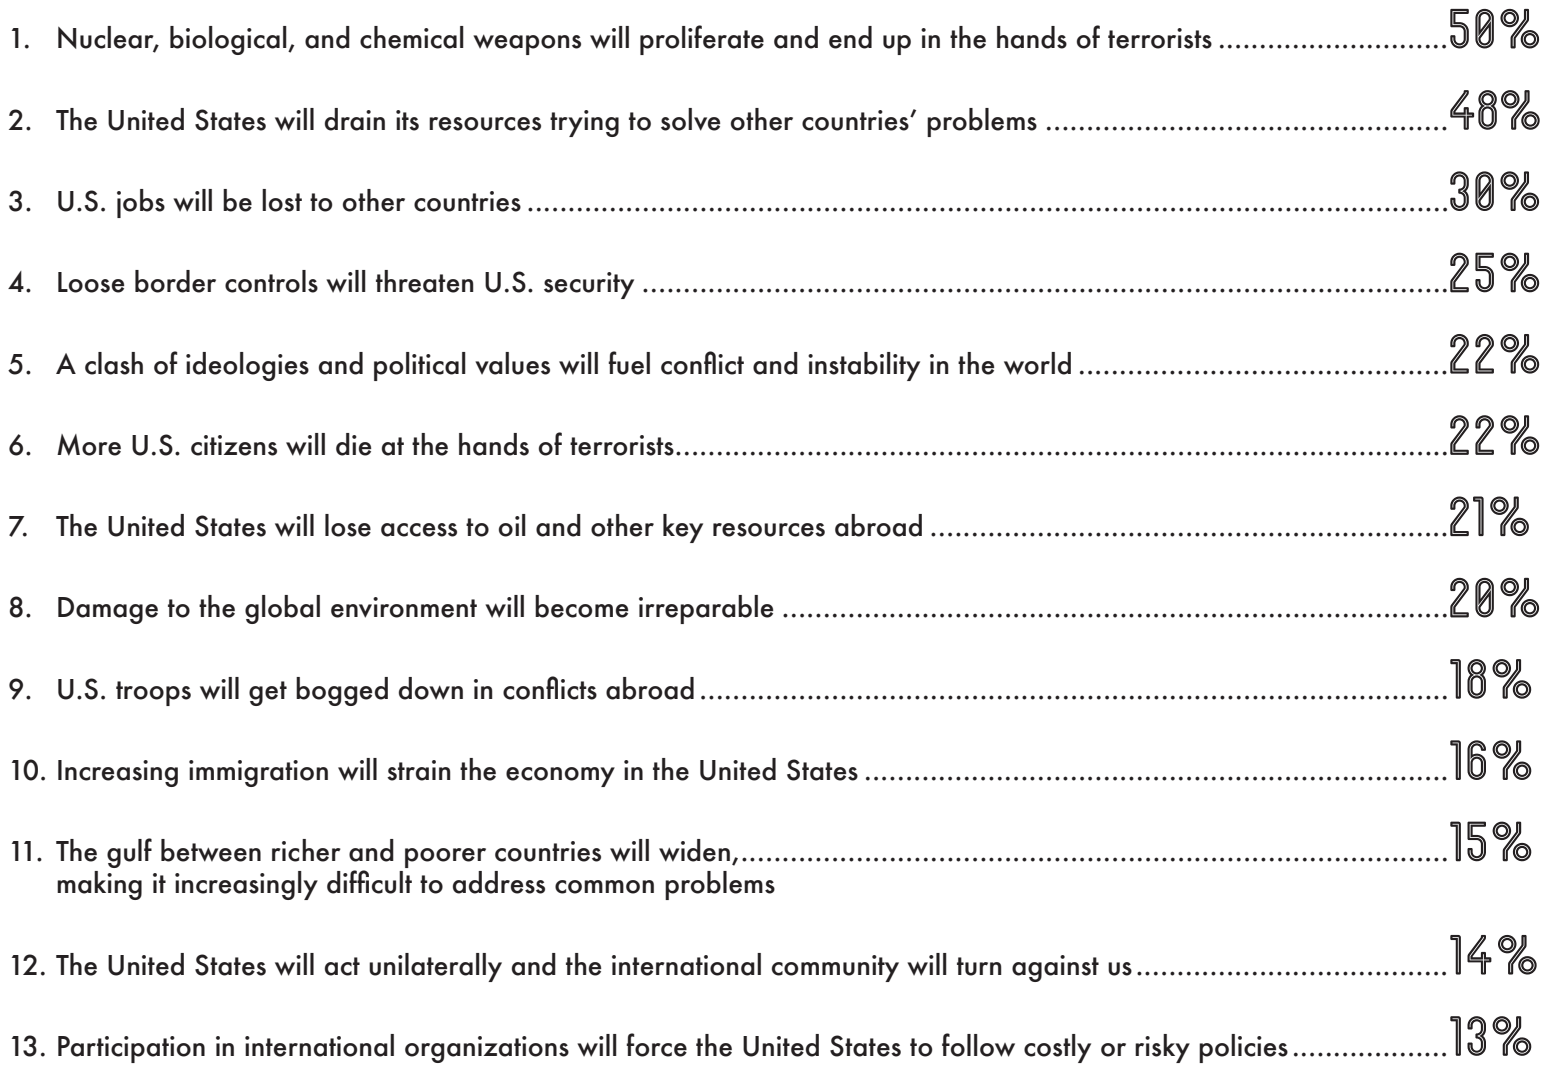 1. Nuclear, biological, and chemical weapons will proliferate and end up in the hands of terrorists ............................50%
2. The United States will drain its resources trying to solve other countries’ problems .................................................48%
3. U.S. jobs will be lost to other countries ................................................................................................................30%
4. Loose border controls will threaten U.S. security ..................................................................................................25%
5. A clash of ideologies and political values will fuel conflict and instability in the world .............................................22%
6. More U.S. citizens will die at the hands of terrorists..............................................................................................22%
7. The United States will lose access to oil and other key resources abroad ...............................................................21%
8. Damage to the global environment will become irreparable .................................................................................20%
9. U.S. troops will get bogged down in conflicts abroad ...........................................................................................18%
10. Increasing immigration will strain the economy in the United States .......................................................................16%
11. The gulf between richer and poorer countries will widen,......................................................................................15%
making it increasingly difficult to address common problems
12. The United States will act unilaterally and the international community will turn against us ......................................14%
13. Participation in international organizations will force the United States to follow costly or risky policies ...................13%